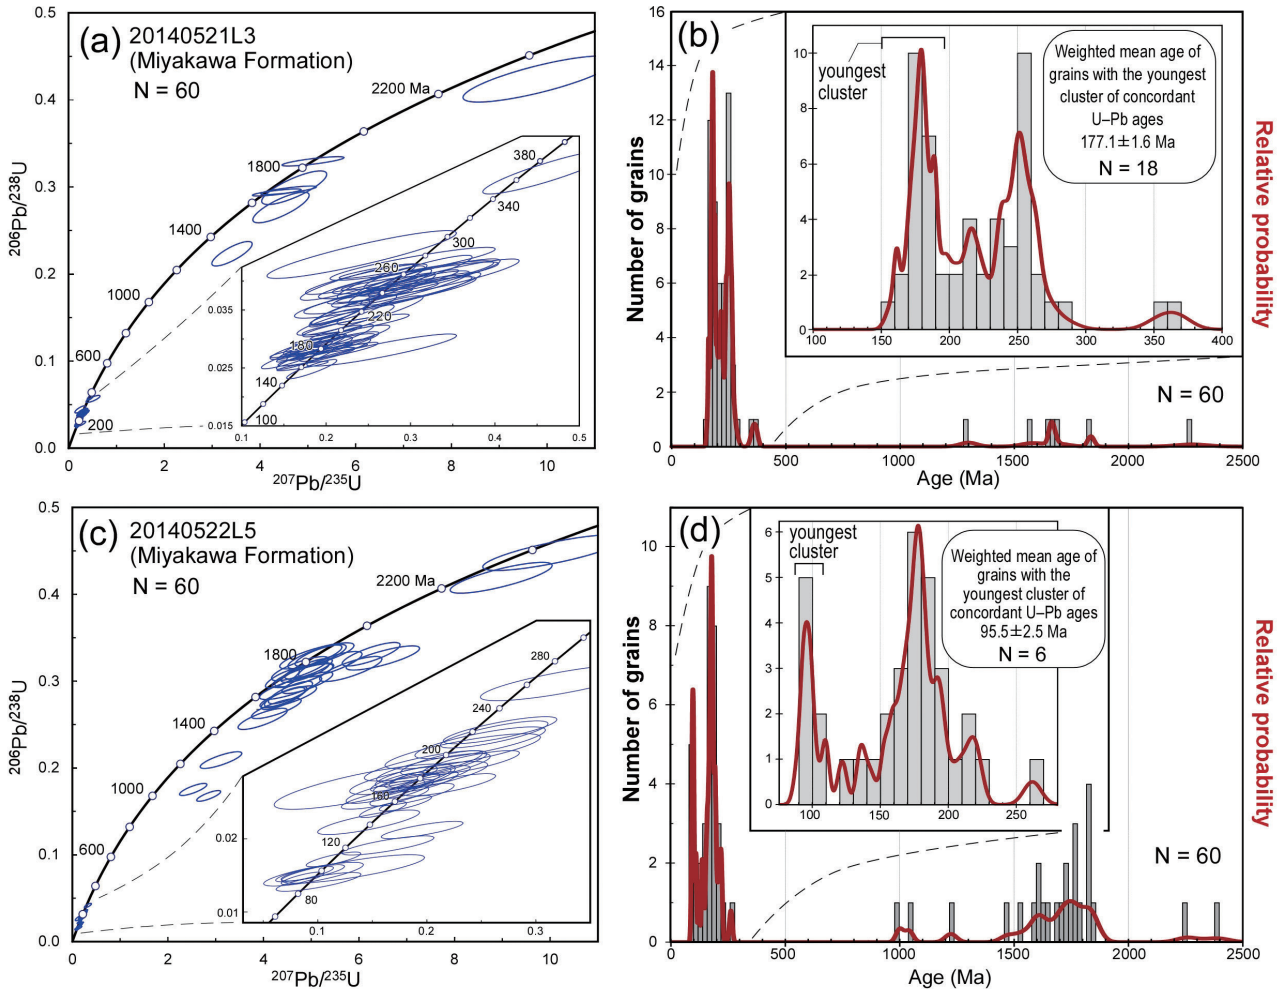 (a) 20140521L3
(Miyakawa Formation)
N = 60
0.5
0.4
0.3
0.2
0.1
0.0
206Pb/238U
2200 Ma
1800
1400
1000
600
200
380
340
300
260
220
180
140
100
0.035
0.025
0.015
0.1 0.2 0.3 0.4 0.5
0 2 4 6 8 10
207Pb/235U
(b)
16
14
12
10
8
6
4
2
0
Number of grains
10
8
6
4
2
0
youngest
cluster
Weighted mean age of
grains with the youngest
cluster of concordant
U–Pb ages
177.1±1.6 Ma
N = 18
100 150 200 250 300 350 400
N = 60
Relative probability
0 500 1000 1500 2000 2500
Age (Ma)
(c) 20140522L5
(Miyakawa Formation)
N = 60
0.5
0.4
0.3
0.2
0.1
0.0
206Pb/238U
2200 Ma
1800
1400
1000
600
280
240
200
160
120
80
0.02
0.01
0.1 0.2 0.3
0 2 4 6 8 10
207Pb/235U
(d)
10
8
6
4
2
0
Number of grains
6
5
4
3
2
1
0
youngest
cluster
Weighted mean age of
grains with the
youngest cluster of
concordant U–Pb ages
95.5±2.5 Ma
N = 6
100 150 200 250
N = 60
Relative probability
0 500 1000 1500 2000 2500
Age (Ma)